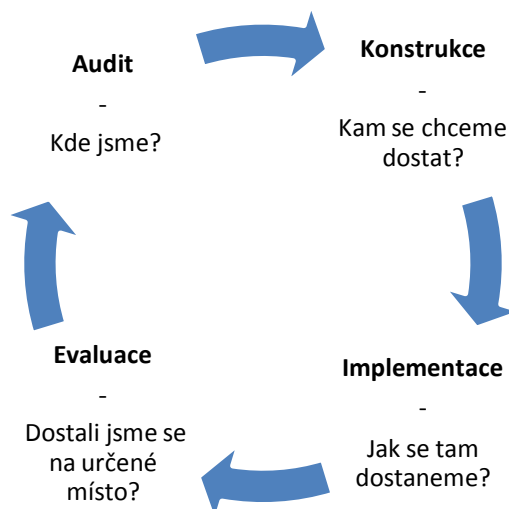 Audit
-
Kde jsme?
Konstrukce
-
Kam se chceme
dostat?
Implementace
-
Jak se tam
dostaneme?
Evaluace
-
Dostali jsme se
na určené
místo?